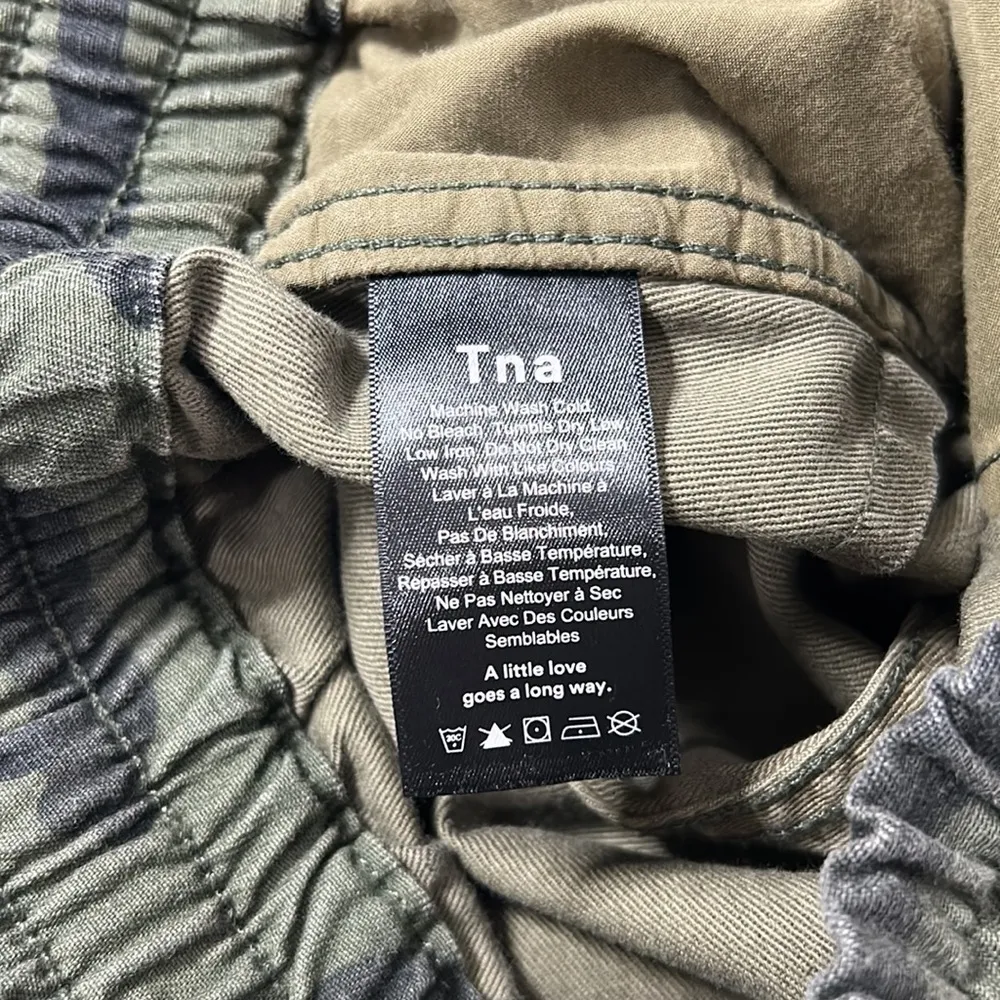 Tna
Machine Wash Cold,
No Bleach, Tumble Dry Low
Low Iron, Do Not Dry Clean
Wash With Like Colours
Laver à La Machine à
L'eau Froide,
Pas De Blanchiment,
Sécher à Basse Température,
Repasser à Basse Température,
Ne Pas Nettoyer à Sec
Laver Avec Des Couleurs
Semblables
A little love
goes a long way.
30C